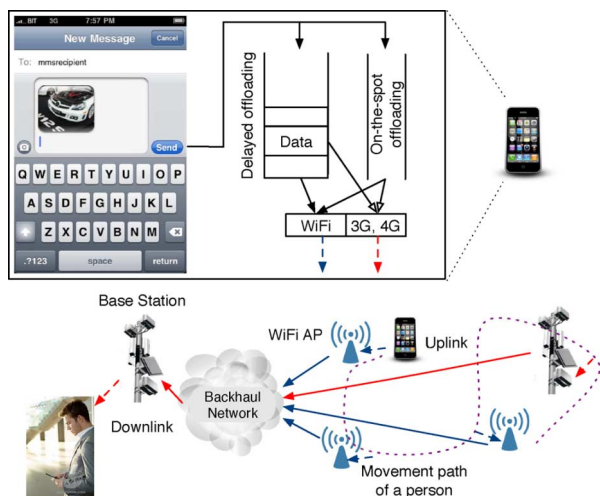 BIT 3G 7:57 PM
New Message
Cancel
To: mmsrecipient
Send
Q W E R T Y U I O P
A S D F G H J K L
Z X C V B N M
.?123 space return
Delayed offloading
Data
On-the-spot
offloading
WiFi 3G, 4G
Base Station
WiFi AP
Uplink
Backhaul
Network
Downlink
Movement path
of a person